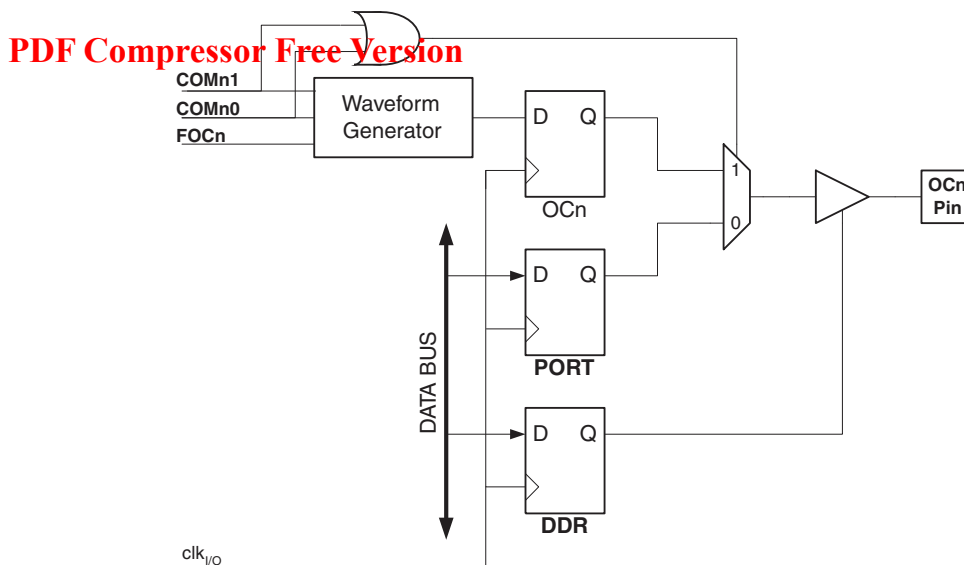 PDF Compressor Free Version
COMn1
COMn0
FOCn
Waveform
Generator
D Q
OCn
1
0
OCn
Pin
DATA BUS
D Q
PORT
D Q
DDR
clkI/O